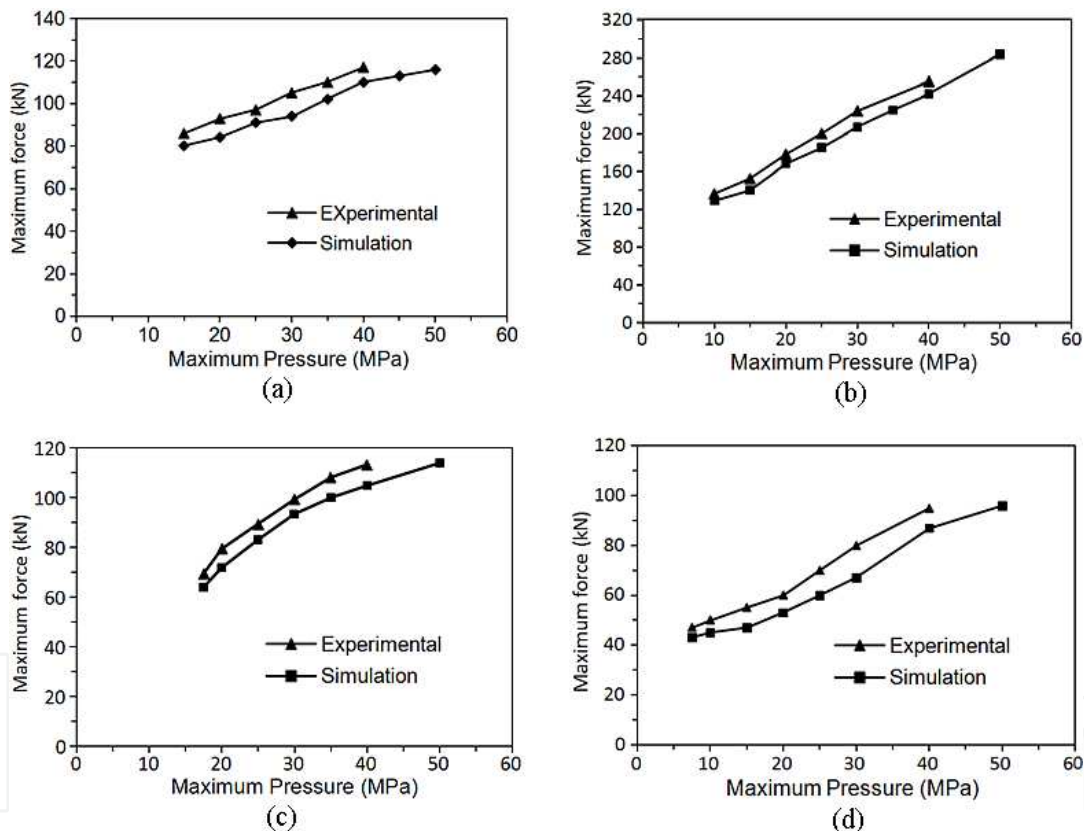 140
120
100
80
60
40
20
0
Maximum force (kN)
EXperimental
Simulation
0 10 20 30 40 50 60
Maximum Pressure (MPa)
(a)
320
280
240
200
160
120
80
40
0
Maximum force (kN)
Experimental
Simulation
0 10 20 30 40 50 60
Maximum Pressure (MPa)
(b)
120
100
80
60
40
20
0
Maximum force (kN)
Experimental
Simulation
0 10 20 30 40 50 60
Maximum Pressure (MPa)
(c)
120
100
80
60
40
20
0
Maximum force (kN)
Experimental
Simulation
0 10 20 30 40 50 60
Maximum Pressure (MPa)
(d)